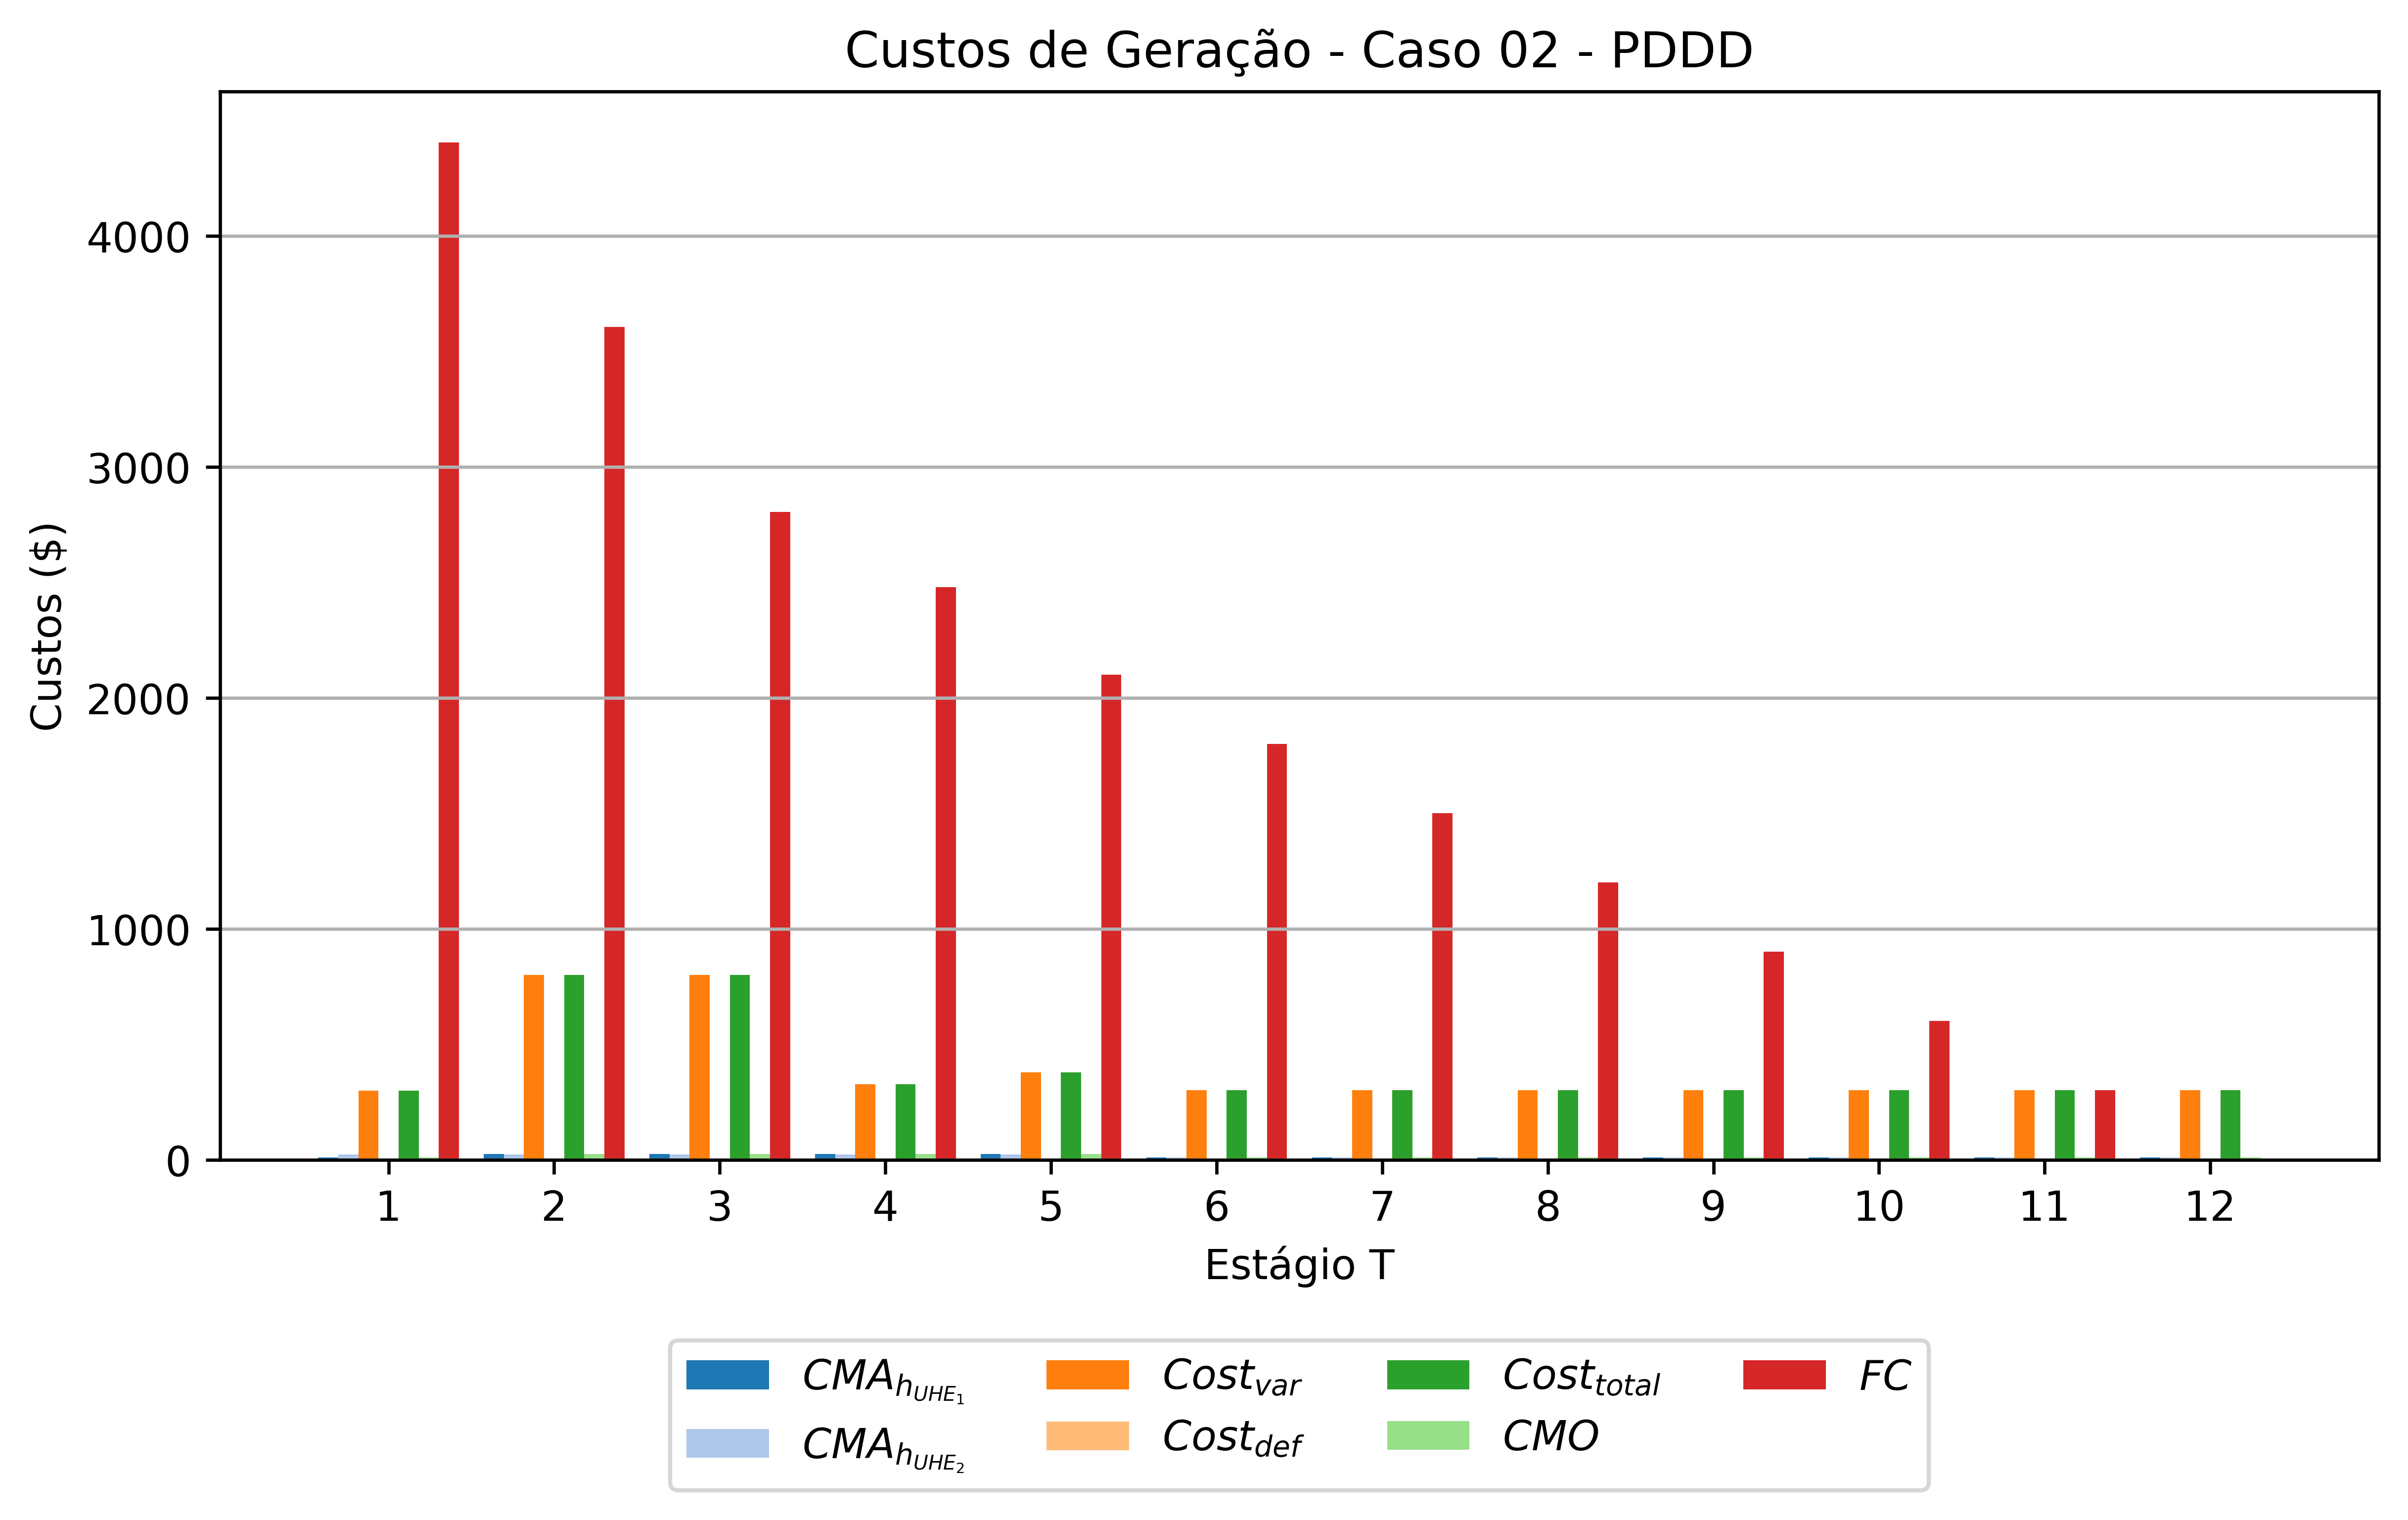 Custos de Geração - Caso 02 - PDDD
Custos ($)
4000
3000
2000
1000
0
1 2 3 4 5 6 7 8 9 10 11 12
Estágio T
CMA_{h_{UHE_1}} Cost_{var} Cost_{total} FC
CMA_{h_{UHE_2}} Cost_{def} CMO